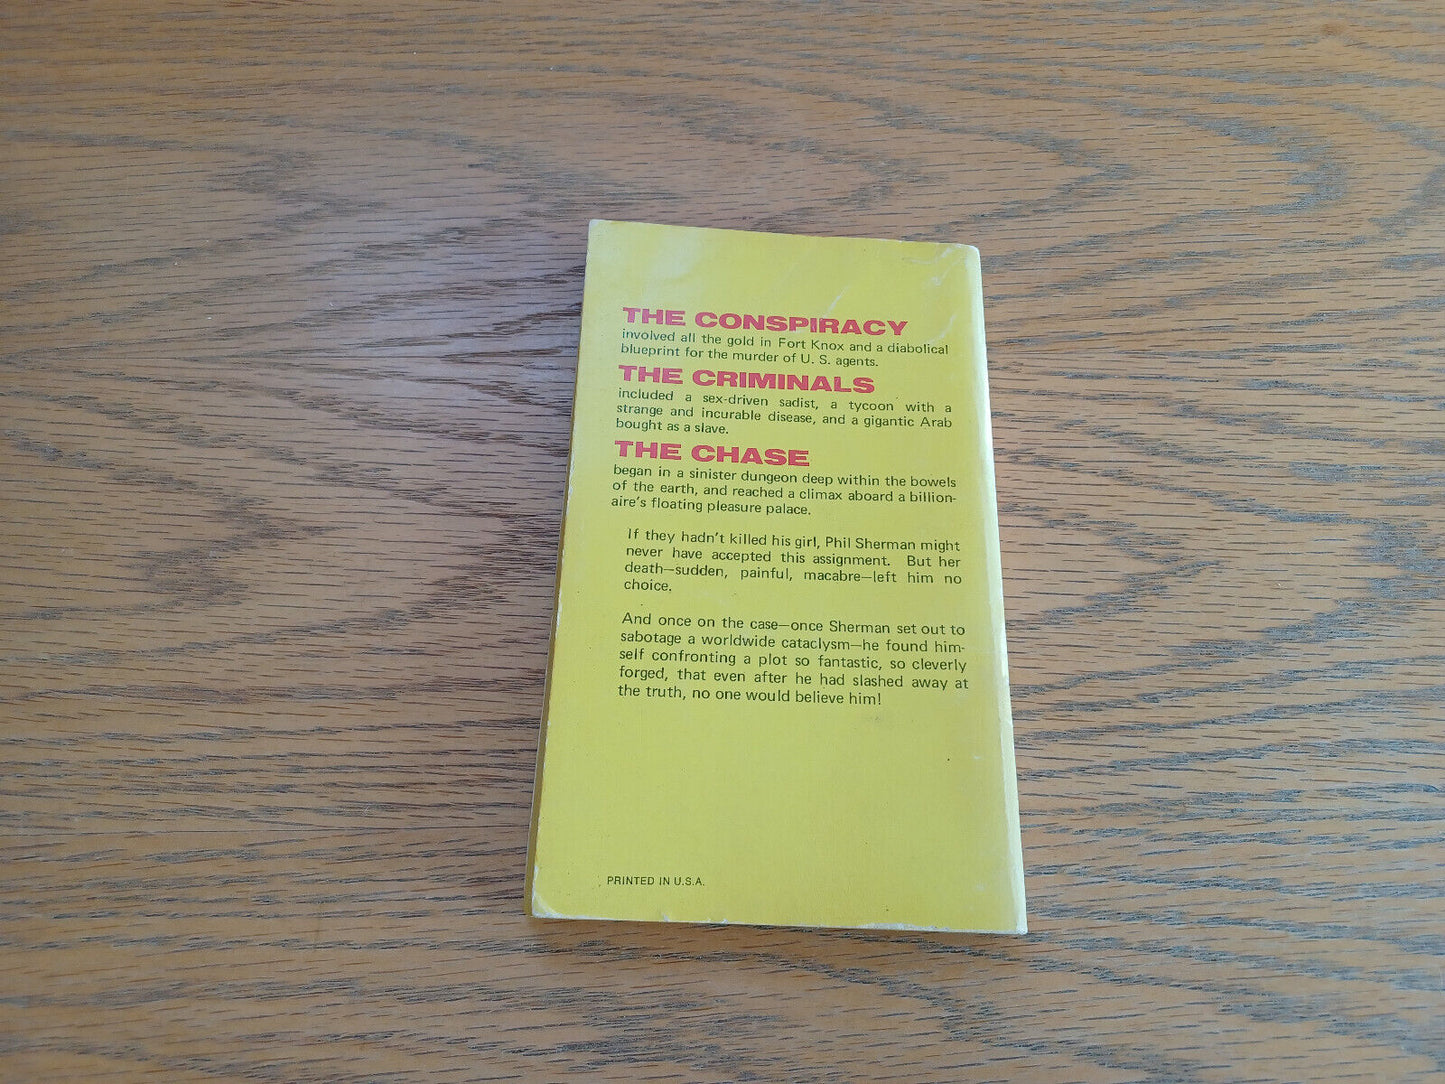 THE CONSPIRACY
involved all the gold in Fort Knox and a diabolical
blueprint for the murder of U. S. agents.
THE CRIMINALS
included a sex-driven sadist, a tycoon with a
strange and incurable disease, and a gigantic Arab
bought as a slave.
THE CHASE
began in a sinister dungeon deep within the bowels
of the earth, and reached a climax aboard a billion-
aire's floating pleasure palace.
If they hadn't killed his girl, Phil Sherman might
never have accepted this assignment. But her
death—sudden, painful, macabre—left him no
choice.
And once on the case—once Sherman set out to
sabotage a worldwide cataclysm—he found him-
self confronting a plot so fantastic, so cleverly
forged, that even after he had slashed away at
the truth, no one would believe him!
PRINTED IN U.S.A.